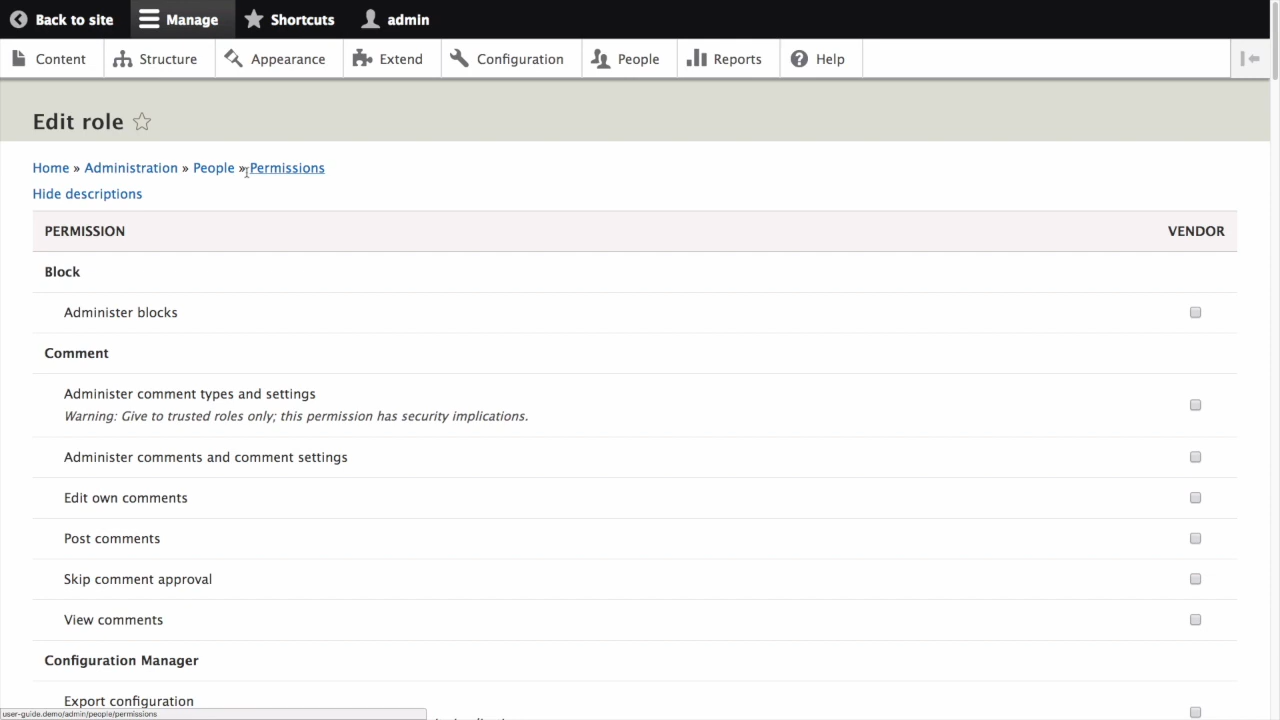 Back to site Manage Shortcuts admin
Content Structure Appearance Extend Configuration People Reports Help
Edit role
Home » Administration » People » Permissions
Hide descriptions
PERMISSION VENDOR
Block
Administer blocks
Comment
Administer comment types and settings
Warning: Give to trusted roles only; this permission has security implications.
Administer comments and comment settings
Edit own comments
Post comments
Skip comment approval
View comments
Configuration Manager
Export configuration
user-guide.demo/admin/people/permissions